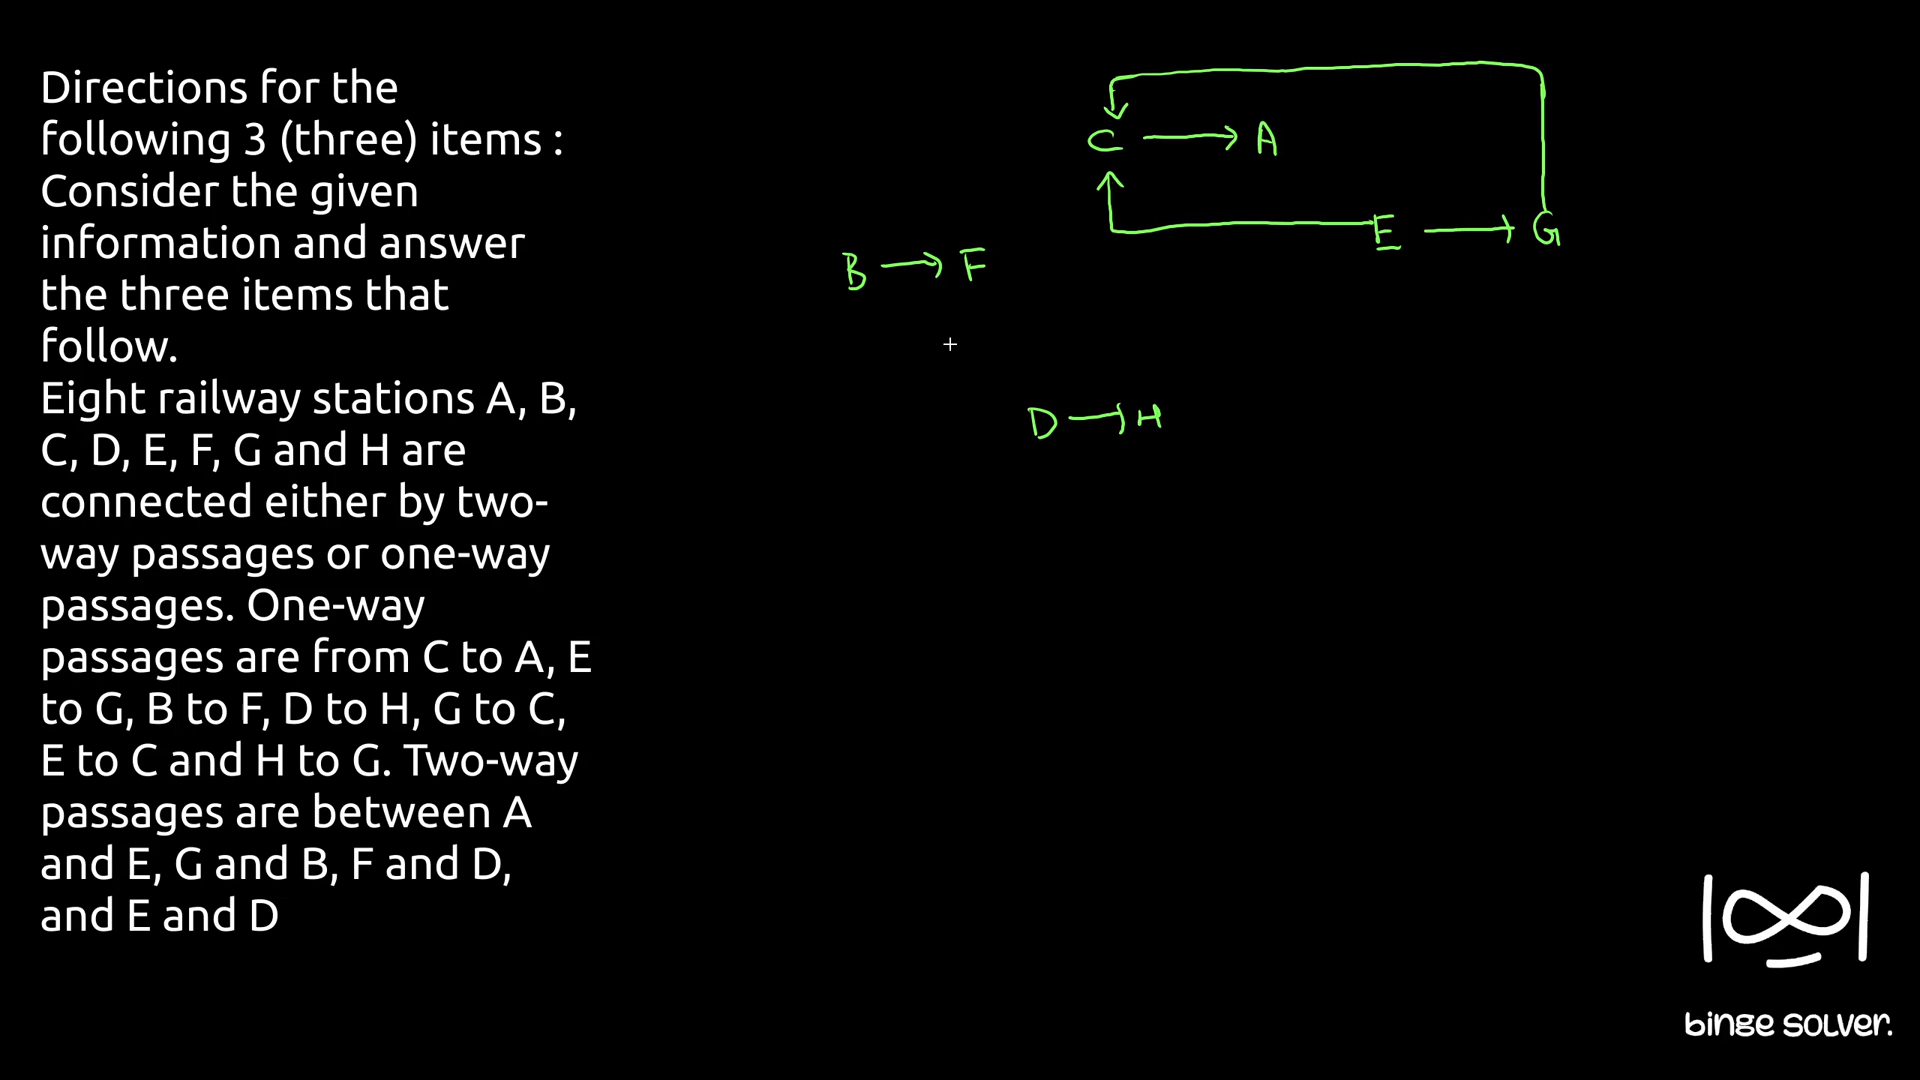 Directions for the
following 3 (three) items :
Consider the given
information and answer
the three items that
follow.
Eight railway stations A, B,
C, D, E, F, G and H are
connected either by two-
way passages or one-way
passages. One-way
passages are from C to A, E
to G, B to F, D to H, G to C,
E to C and H to G. Two-way
passages are between A
and E, G and B, F and D,
and E and D
C → A
E → G
B → F
D → H
binge solver.